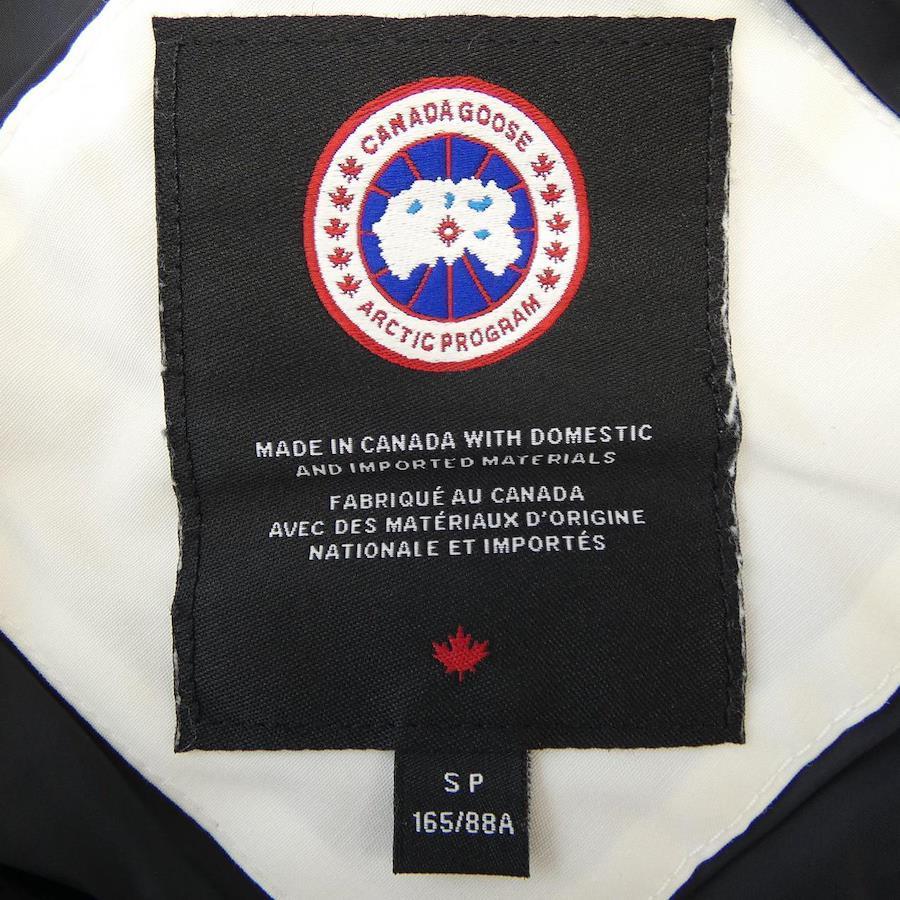 CANADA GOOSE
ARCTIC PROGRAM
MADE IN CANADA WITH DOMESTIC
AND IMPORTED MATERIALS
FABRIQUÉ AU CANADA
AVEC DES MATÉRIAUX D'ORIGINE
NATIONALE ET IMPORTÉS
S P
165/88A